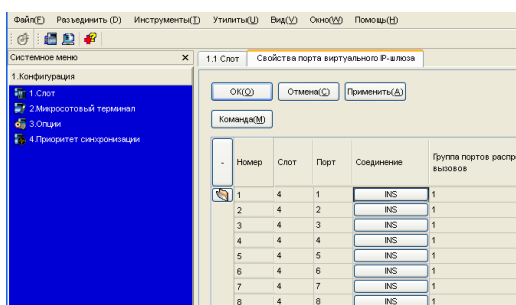 Файл(F) Разъединить (D) Инструменты(T) Утилиты(U) Вид(V) Окно(W) Помощь(H)
Системное меню x 1.1 Слот Свойства порта виртуального IP-шлюза
1.Конфигурация
1.Слот
2.Микросотовый терминал
3.Опции
4.Приоритет синхронизации
OK(O) Отмена(C) Применить(A)
Команда(M)
- Номер Слот Порт Соединение Группа портов распр
вызовов
1 4 1 INS 1
2 4 2 INS 1
3 4 3 INS 1
4 4 4 INS 1
5 4 5 INS 1
6 4 6 INS 1
7 4 7 INS 1
8 4 8 INS 1